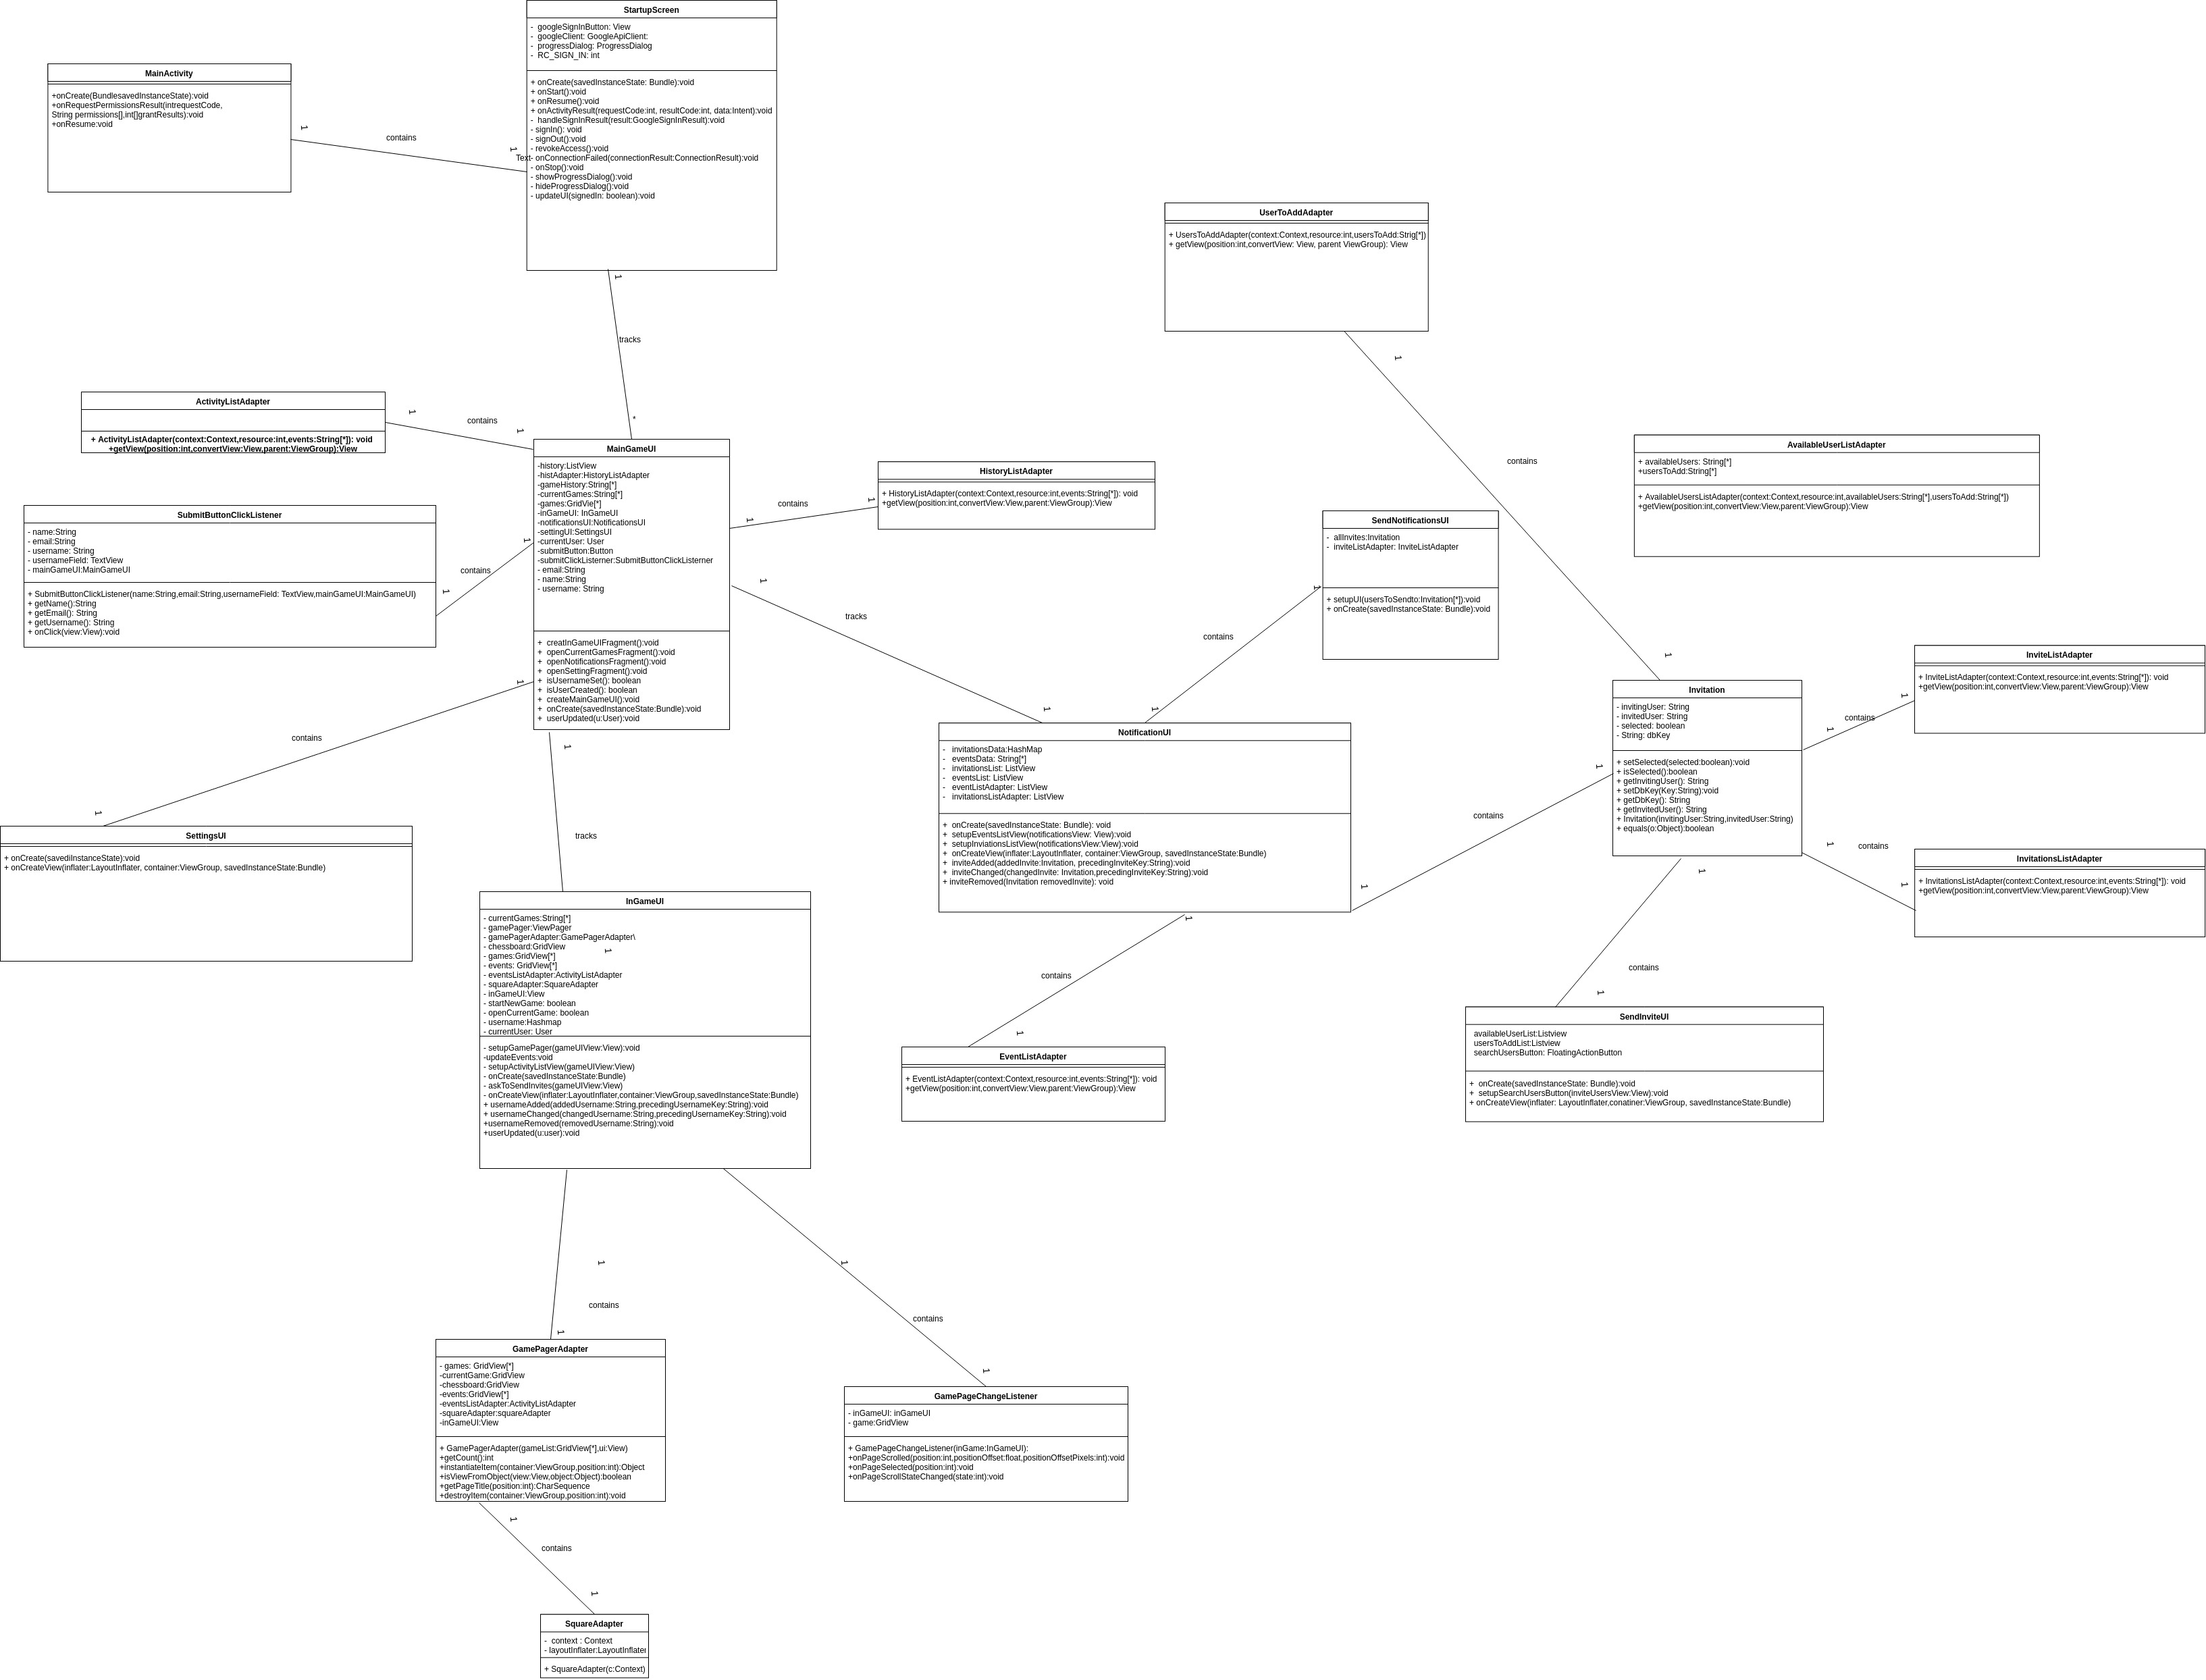 StartupScreen
-  googleSignInButton: View
-  googleClient: GoogleApiClient:
-  progressDialog: ProgressDialog
-  RC_SIGN_IN: int
+ onCreate(savedInstanceState: Bundle):void
+ onStart():void
+ onResume():void
+ onActivityResult(requestCode:int, resultCode:int, data:Intent):void
-  handleSignInResult(result:GoogleSignInResult):void
- signIn(): void
- signOut():void
- revokeAccess():void
Text- onConnectionFailed(connectionResult:ConnectionResult):void
- onStop():void
- showProgressDialog():void
- hideProgressDialog():void
- updateUI(signedIn: boolean):void
MainActivity
+onCreate(BundlesavedInstanceState):void
+onRequestPermissionsResult(intrequestCode,
String permissions[],int[]grantResults):void
+onResume:void
1
contains
1
UserToAddAdapter
+ UsersToAddAdapter(context:Context,resource:int,usersToAdd:Strig[*])
+ getView(position:int,convertView: View, parent ViewGroup): View
1
tracks
*
1
contains
1
ActivityListAdapter
+ ActivityListAdapter(context:Context,resource:int,events:String[*]): void
+getView(position:int,convertView:View,parent:ViewGroup):View
1
contains
1
MainGameUI
-history:ListView
-histAdapter:HistoryListAdapter
-gameHistory:String[*]
-currentGames:String[*]
-games:GridVie[*]
-inGameUI: InGameUI
-notificationsUI:NotificationsUI
-settingUI:SettingsUI
-currentUser: User
-submitButton:Button
-submitClickListerner:SubmitButtonClickListerner
- email:String
- name:String
- username: String
+  creatInGameUIFragment():void
+  openCurrentGamesFragment():void
+  openNotificationsFragment():void
+  openSettingFragment():void
+  isUsernameSet(): boolean
+  isUserCreated(): boolean
+  createMainGameUI():void
+  onCreate(savedInstanceState:Bundle):void
+  userUpdated(u:User):void
HistoryListAdapter
+ HistoryListAdapter(context:Context,resource:int,events:String[*]): void
+getView(position:int,convertView:View,parent:ViewGroup):View
1
contains
1
AvailableUserListAdapter
+ availableUsers: String[*]
+usersToAdd:String[*]
+ AvailableUsersListAdapter(context:Context,resource:int,availableUsers:String[*].usersToAdd:String[*])
+getView(position:int,convertView:View,parent:ViewGroup):View
SubmitButtonClickListener
- name:String
- email:String
- username: String
- usernameField: TextView
- mainGameUI:MainGameUI
+ SubmitButtonClickListener(name:String,email:String,usernameField: TextView,mainGameUI:MainGameUI)
+ getName():String
+ getEmail(): String
+ getUsername(): String
+ onClick(view:View):void
1
contains
1
SendNotificationsUI
-  allInvites:Invitation
-  inviteListAdapter: InviteListAdapter
+ setupUI(usersToSendto:Invitation[*]):void
+ onCreate(savedInstanceState: Bundle):void
1
contains
1
1
tracks
1
InviteListAdapter
+ InviteListAdapter(context:Context,resource:int,events:String[*]): void
+getView(position:int,convertView:View,parent:ViewGroup):View
1
contains
1
Invitation
- invitingUser: String
- invitedUser: String
- selected: boolean
- String: dbKey
+ setSelected(selected:boolean):void
+ isSelected():boolean
+ getInvitingUser(): String
+ setDbKey(Key:String):void
+ getDbKey(): String
+ getInvitedUser(): String
+ Invitation(invitingUser:String,invitedUser:String)
+ equals(o:Object):boolean
NotificationUI
-   invitationsData:HashMap
-   eventsData: String[*]
-   invitationsList: ListView
-   eventsList: ListView
-   eventListAdapter: ListView
-   invitationsListAdapter: ListView
+  onCreate(savedInstanceState: Bundle): void
+  setupEventsListView(notificationsView: View):void
+  setupInviationsListView(notificationsView:View):void
+  onCreateView(inflater:LayoutInflater, container:ViewGroup, savedInstanceState:Bundle)
+  inviteAdded(addedInvite:Invitation, precedingInviteKey:String):void
+  inviteChanged(changedInvite: Invitation,precedingInviteKey:String):void
+ inviteRemoved(Invitation removedInvite): void
1
contains
1
1
contains
1
SettingsUI
+ onCreate(savediInstanceState):void
+ onCreateView(inflater:LayoutInflater, container:ViewGroup, savedInstanceState:Bundle)
1
tracks
1
1
contains
1
InvitationsListAdapter
+ InvitationsListAdapter(context:Context,resource:int,events:String[*]): void
+getView(position:int,convertView:View,parent:ViewGroup):View
InGameUI
- currentGames:String[*]
- gamePager:ViewPager
- gamePagerAdapter:GamePagerAdapter\
- chessboard:GridView
- games:GridView[*]
- events: GridView[*]
- eventsListAdapter:ActivityListAdapter
- squareAdapter:SquareAdapter
- inGameUI:View
- startNewGame: boolean
- openCurrentGame: boolean
- username:Hashmap
- currentUser: User
- setupGamePager(gameUIView:View):void
-updateEvents:void
- setupActivityListView(gameUIView:View)
- onCreate(savedInstanceState:Bundle)
- askToSendInvites(gameUIView:View)
- onCreateView(inflater:LayoutInflater,container:ViewGroup,savedInstanceState:Bundle)
+ usernameAdded(addedUsername:String,precedingUsernameKey:String):void
+ usernameChanged(changedUsername:String,precedingUsernameKey:String):void
+usernameRemoved(removedUsername:String):void
+userUpdated(u:user):void
1
contains
1
EventListAdapter
+ EventListAdapter(context:Context,resource:int,events:String[*]): void
+getView(position:int,convertView:View,parent:ViewGroup):View
1
contains
1
SendInviteUI
availableUserList:Listview
usersToAddList:Listview
searchUsersButton: FloatingActionButton
+  onCreate(savedInstanceState: Bundle):void
+  setupSearchUsersButton(inviteUsersView:View):void
+ onCreateView(inflater: LayoutInflater,conatiner:ViewGroup, savedInstanceState:Bundle)
1
contains
1
1
contains
1
GamePagerAdapter
- games: GridView[*]
-currentGame:GridView
-chessboard:GridView
-events:GridView[*]
-eventsListAdapter:ActivityListAdapter
-squareAdapter:squareAdapter
-inGameUI:View
+ GamePagerAdapter(gameList:GridView[*],ui:View)
+getCount():int
+instantiateItem(container:ViewGroup,position:int):Object
+isViewFromObject(view:View,object:Object):boolean
+getPageTitle(position:int):CharSequence
+destroyItem(container:ViewGroup,position:int):void
GamePageChangeListener
- inGameUI: inGameUI
- game:GridView
+ GamePageChangeListener(inGame:InGameUI):
+onPageScrolled(position:int,positionOffset:float,positionOffsetPixels:int):void
+onPageSelected(position:int):void
+onPageScrollStateChanged(state:int):void
1
contains
1
SquareAdapter
-  context : Context
- layoutInflater:LayoutInflater
+ SquareAdapter(c:Context)